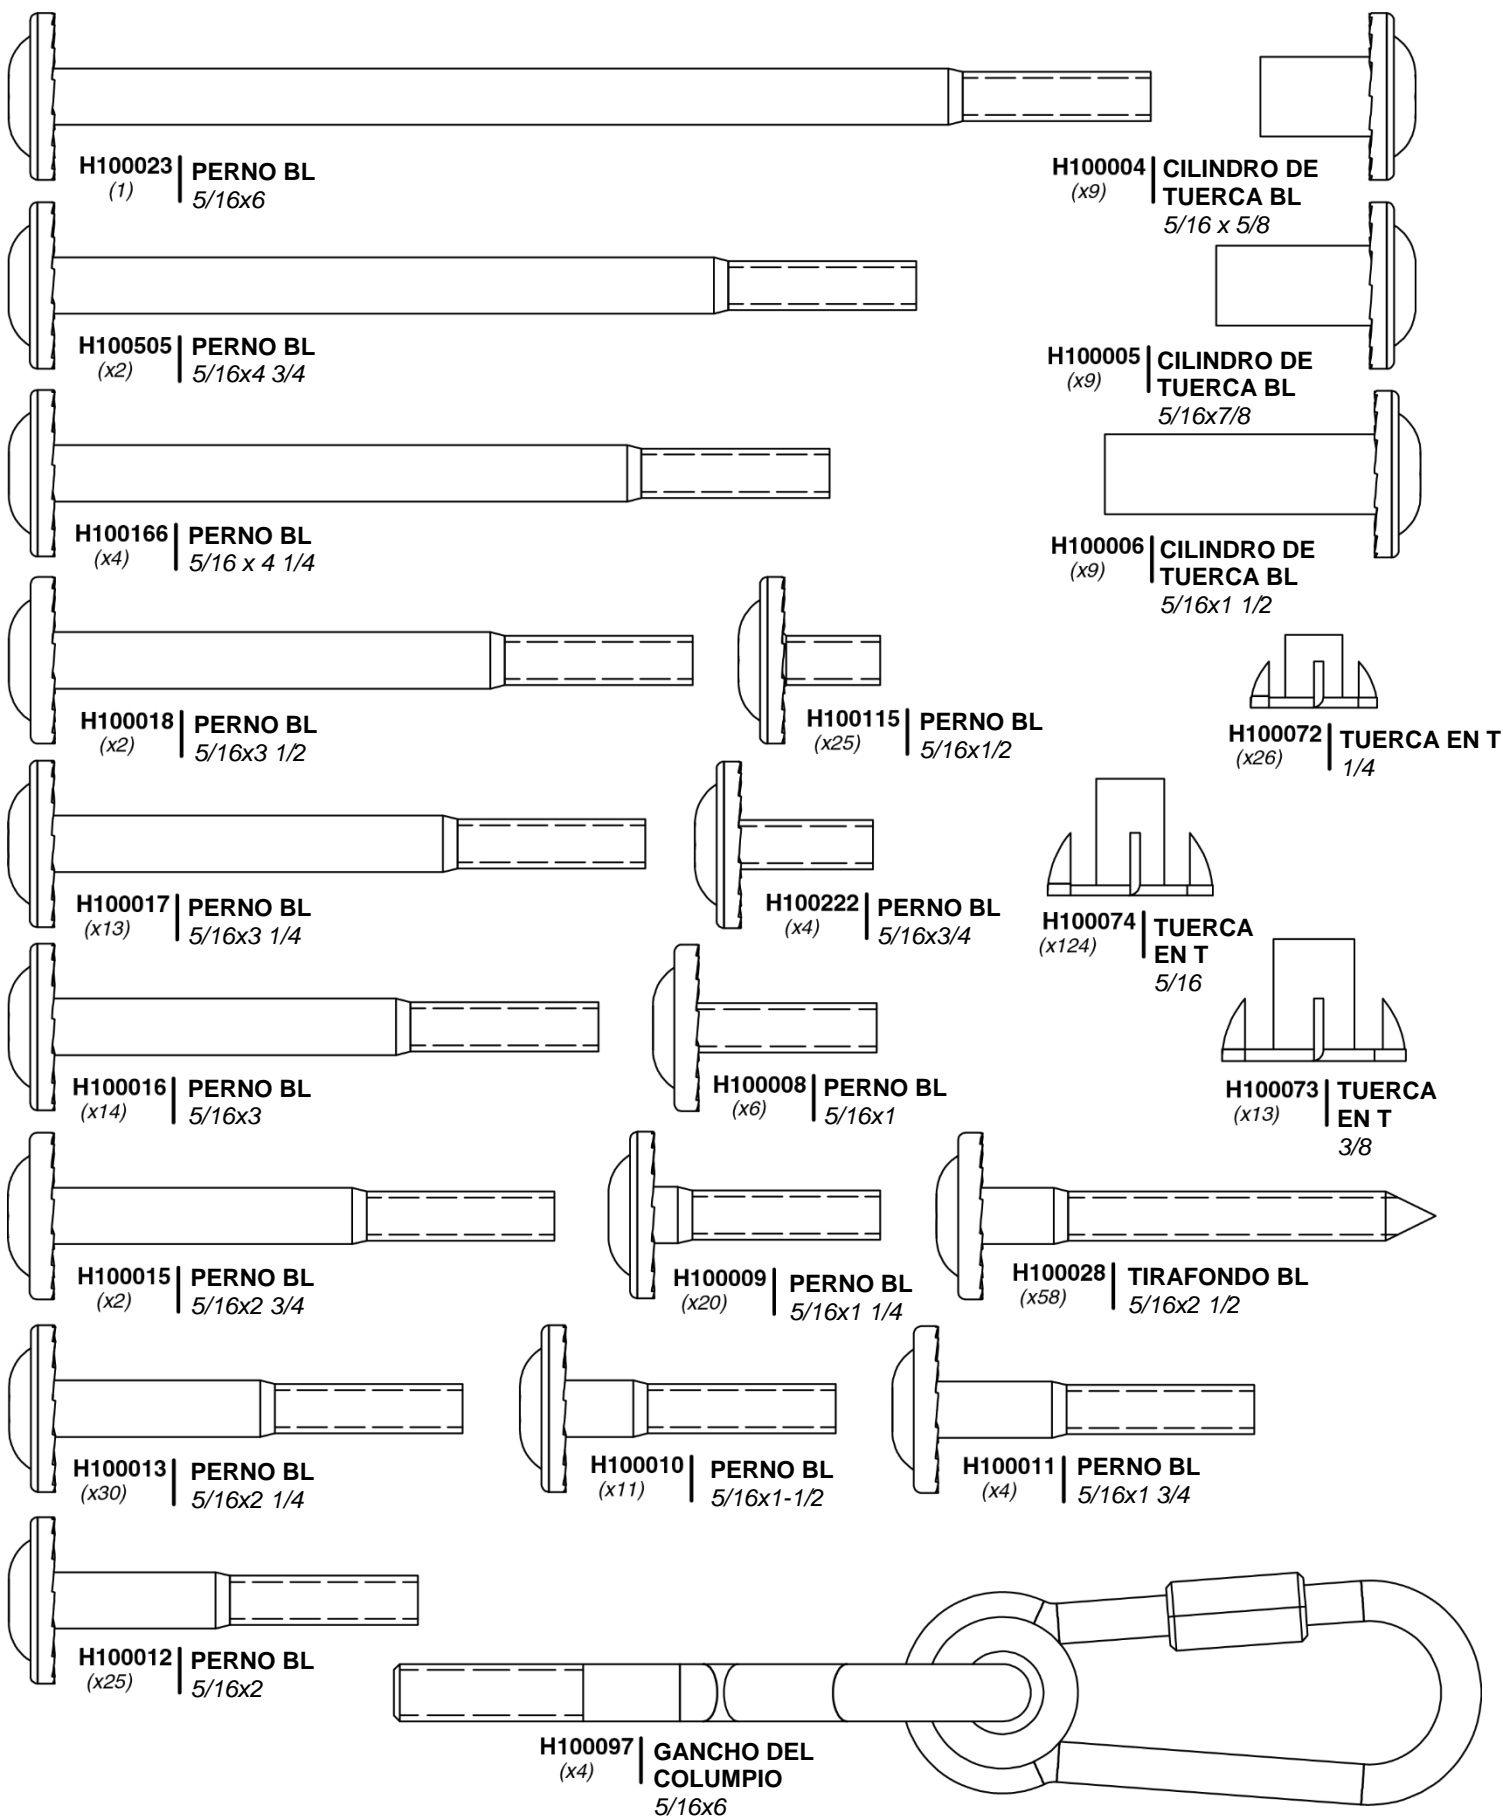 H100023 PERNO BL
(1) 5/16x6
H100004 CILINDRO DE
(x9) TUERCA BL
5/16 x 5/8
H100505 PERNO BL
(x2) 5/16x4 3/4
H100005 CILINDRO DE
(x9) TUERCA BL
5/16x7/8
H100166 PERNO BL
(x4) 5/16 x 4 1/4
H100006 CILINDRO DE
(x9) TUERCA BL
5/16x1 1/2
H100018 PERNO BL
(x2) 5/16x3 1/2
H100115 PERNO BL
(x25) 5/16x1/2
H100072 TUERCA EN T
(x26) 1/4
H100017 PERNO BL
(x13) 5/16x3 1/4
H100222 PERNO BL
(x4) 5/16x3/4
H100074 TUERCA
(x124) EN T
5/16
H100016 PERNO BL
(x14) 5/16x3
H100008 PERNO BL
(x6) 5/16x1
H100073 TUERCA
(x13) EN T
3/8
H100015 PERNO BL
(x2) 5/16x2 3/4
H100009 PERNO BL
(x20) 5/16x1 1/4
H100028 TIRAFONDO BL
(x58) 5/16x2 1/2
H100013 PERNO BL
(x30) 5/16x2 1/4
H100010 PERNO BL
(x11) 5/16x1-1/2
H100011 PERNO BL
(x4) 5/16x1 3/4
H100012 PERNO BL
(x25) 5/16x2
H100097 GANCHO DEL
(x4) COLUMPIO
5/16x6